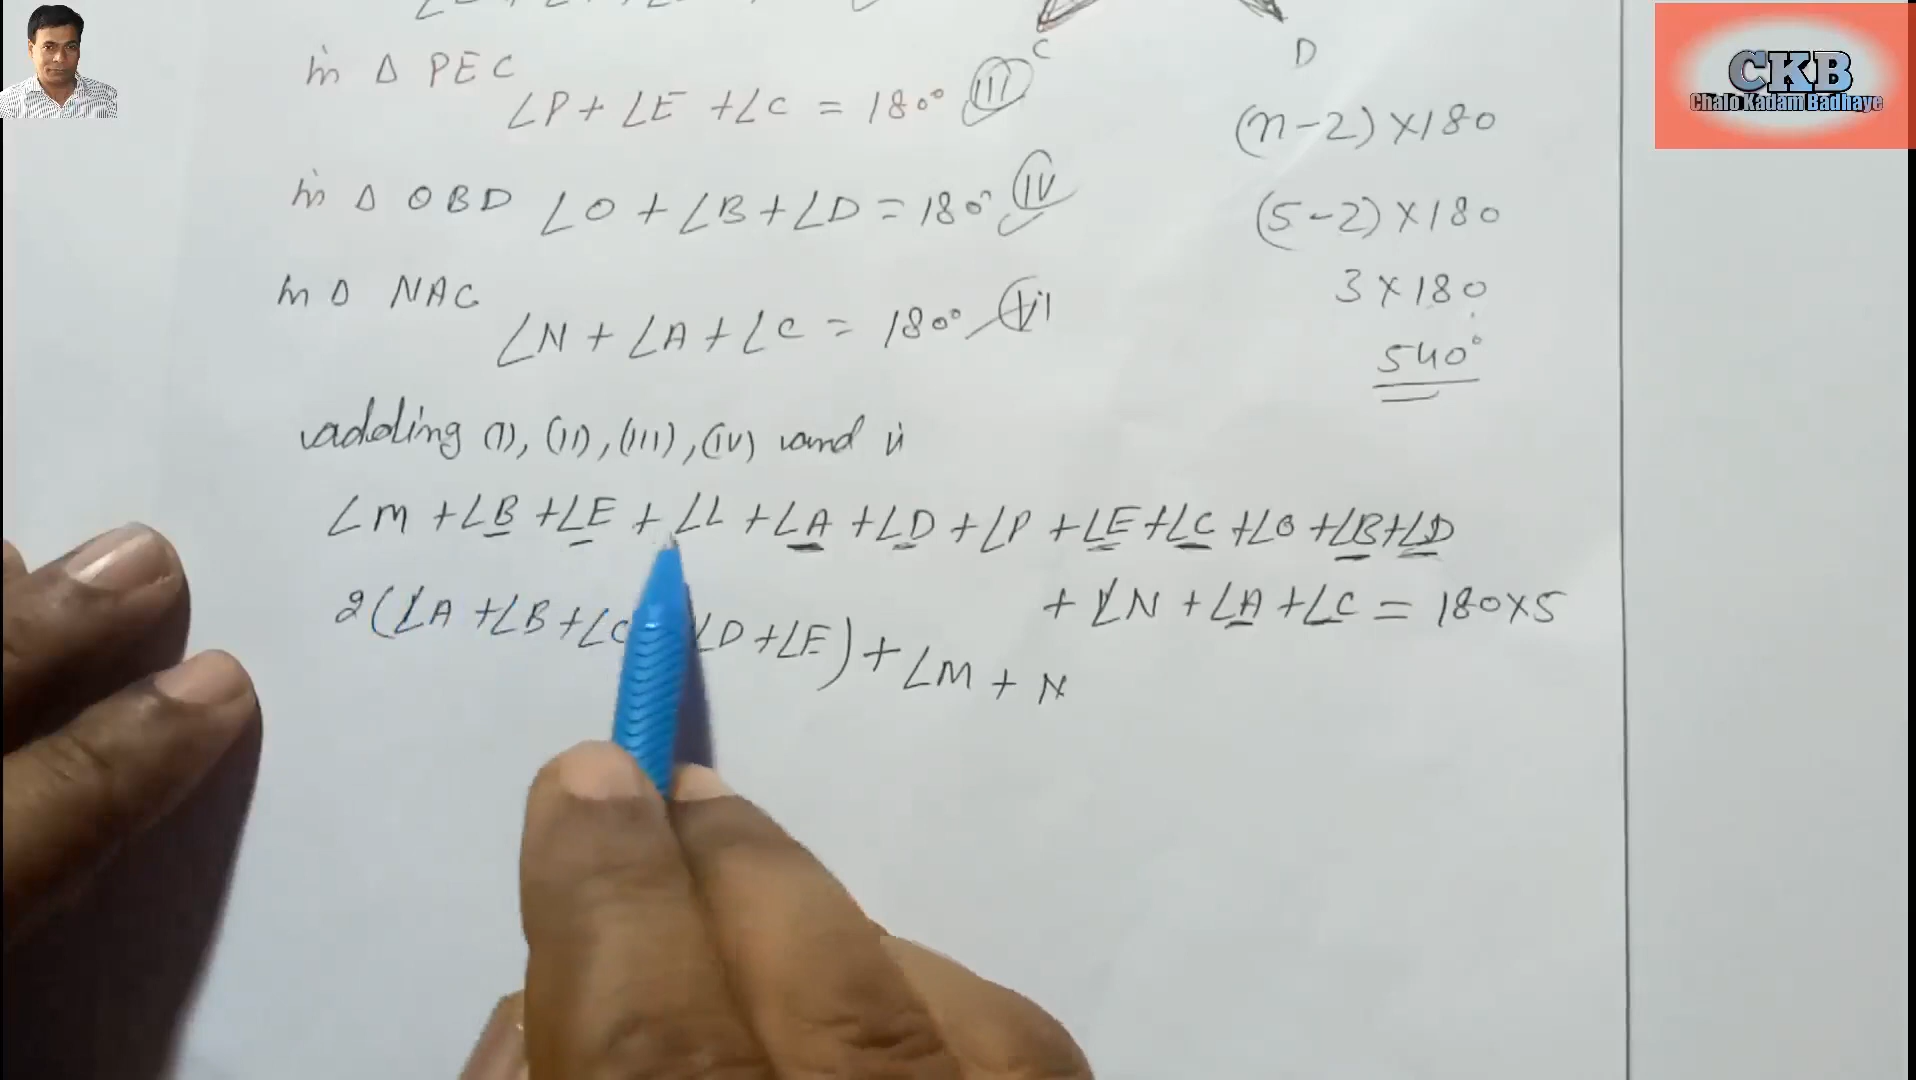 in Δ PEC
∠P + ∠E + ∠C = 180° (III)
in Δ OBD ∠O + ∠B + ∠D = 180° (IV)
in Δ NAC
∠N + ∠A + ∠C = 180°
adding (I), (II), (III), (IV) and
∠M + ∠B + ∠E + ∠L + ∠A + ∠D + ∠P + ∠E + ∠C + ∠O + ∠B + ∠D
+ ∠N + ∠A + ∠C = 180×5
2(∠A + ∠B + ∠C ∠D + ∠E) + ∠M + N
C
D
(n-2)×180
(5-2)×180
3×180
540°
CKB
Chalo Kadam Badhaye